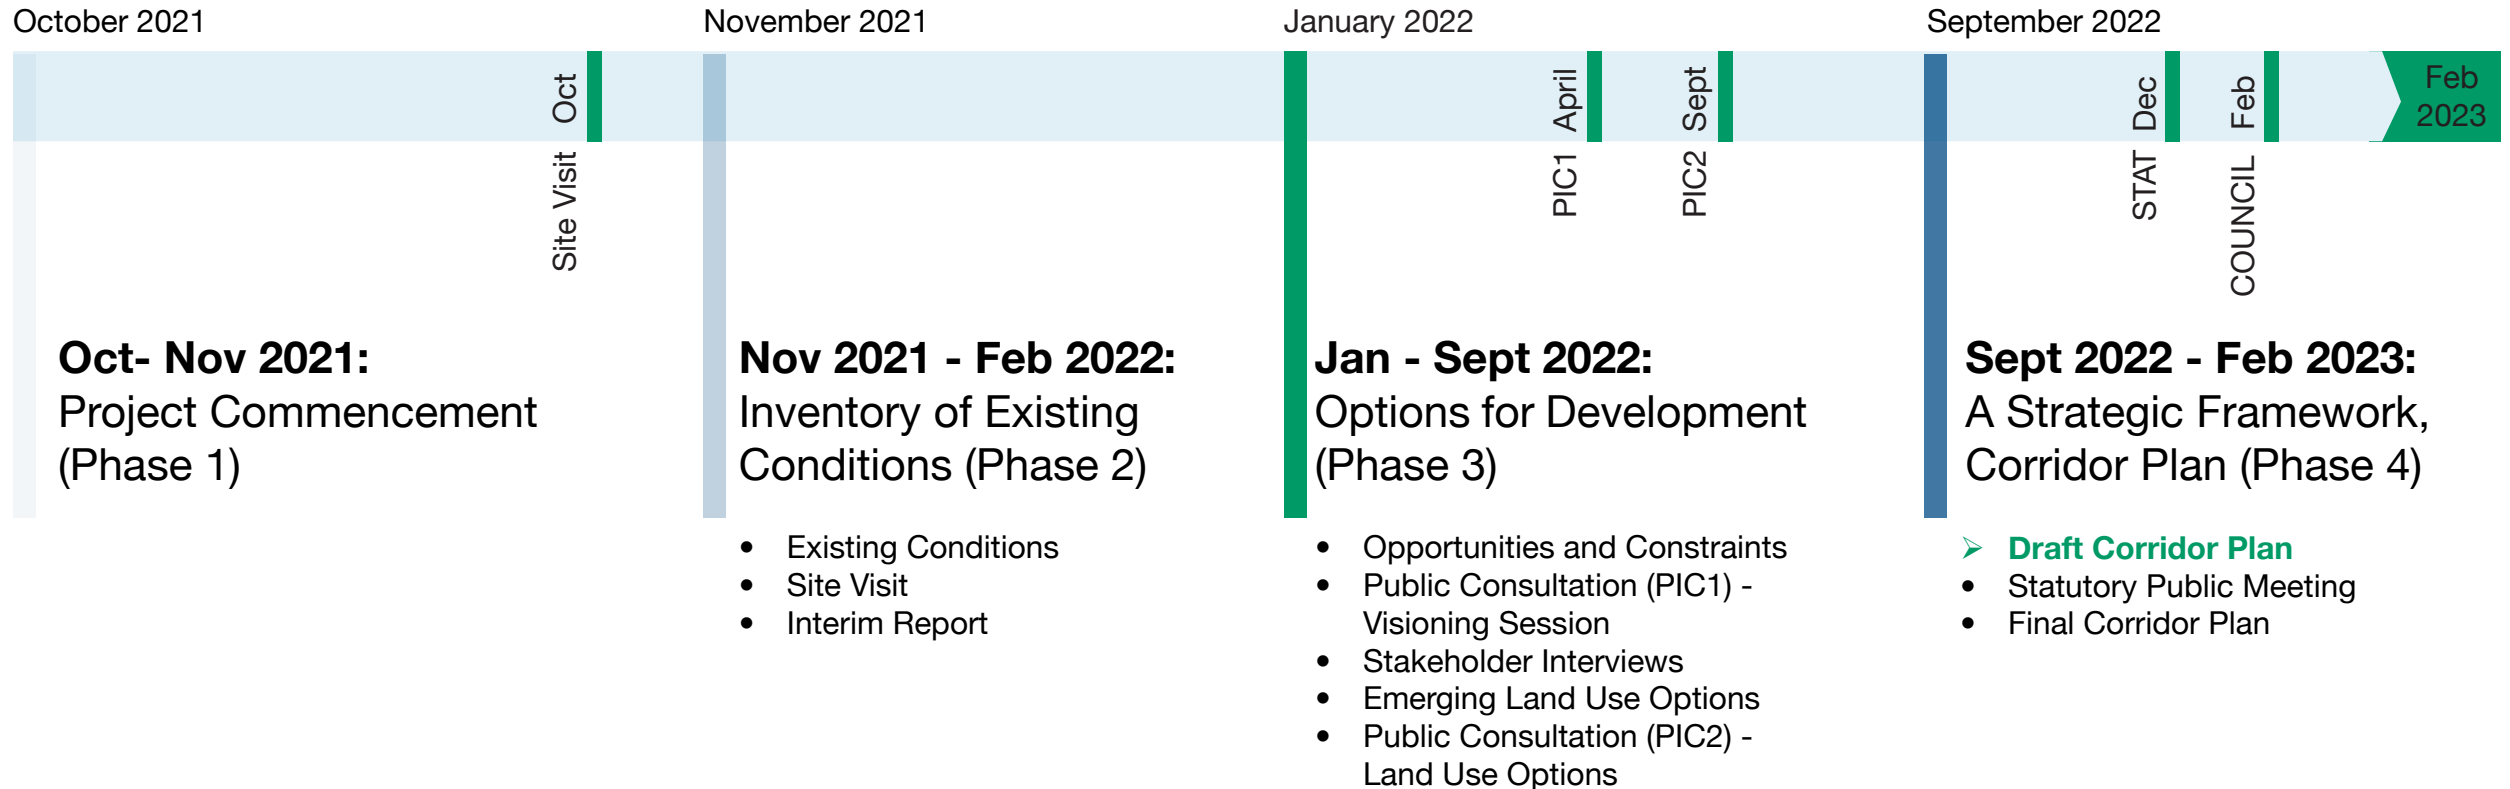 October 2021
November 2021
January 2022
September 2022
Site Visit Oct
PIC1 April
PIC2 Sept
STAT Dec
COUNCIL Feb
Feb
2023
Oct- Nov 2021:
Project Commencement
(Phase 1)
Nov 2021 - Feb 2022:
Inventory of Existing
Conditions (Phase 2)
• Existing Conditions
• Site Visit
• Interim Report
Jan - Sept 2022:
Options for Development
(Phase 3)
• Opportunities and Constraints
• Public Consultation (PIC1) -
Visioning Session
• Stakeholder Interviews
• Emerging Land Use Options
• Public Consultation (PIC2) -
Land Use Options
Sept 2022 - Feb 2023:
A Strategic Framework,
Corridor Plan (Phase 4)
➢ Draft Corridor Plan
• Statutory Public Meeting
• Final Corridor Plan